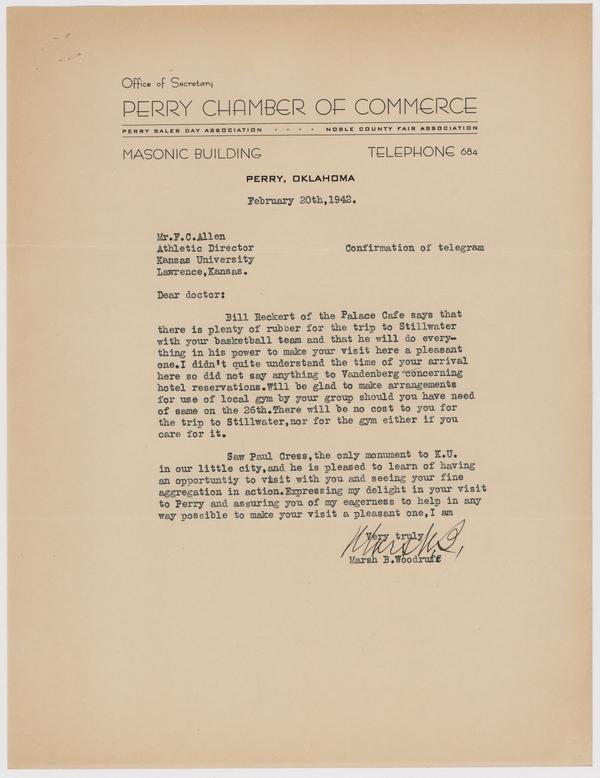 Office of Secretary
PERRY CHAMBER OF COMMERCE
PERRY SALES DAY ASSOCIATION - - - - NOBLE COUNTY FAIR ASSOCIATION
MASONIC BUILDING TELEPHONE 684
PERRY, OKLAHOMA
February 20th,1942.
Mr.F.C.Allen
Athletic Director Confirmation of telegram
Kansas University
Lawrence,Kansas.
Dear doctor:
Bill Reckert of the Palace Cafe says that
there is plenty of rubber for the trip to Stillwater
with your basketball team and that he will do every-
thing in his power to make your visit here a pleasant
one.I didn't quite understand the time of your arrival
here so did not say anything to Vandenberg concerning
hotel reservations.Will be glad to make arrangements
for use of local gym by your group should you have need
of same on the 26th.There will be no cost to you for
the trip to Stillwater,nor for the gym either if you
care for it.
Saw Paul Cress,the only monument to K.U.
in our little city,and he is pleased to learn of having
an opportuntiy to visit with you and seeing your fine
aggregation in action.Expressing my delight in your visit
to Perry and assuring you of my eagerness to help in any
way possible to make your visit a pleasant one,I am
Very truly
Marsh B.Woodruff